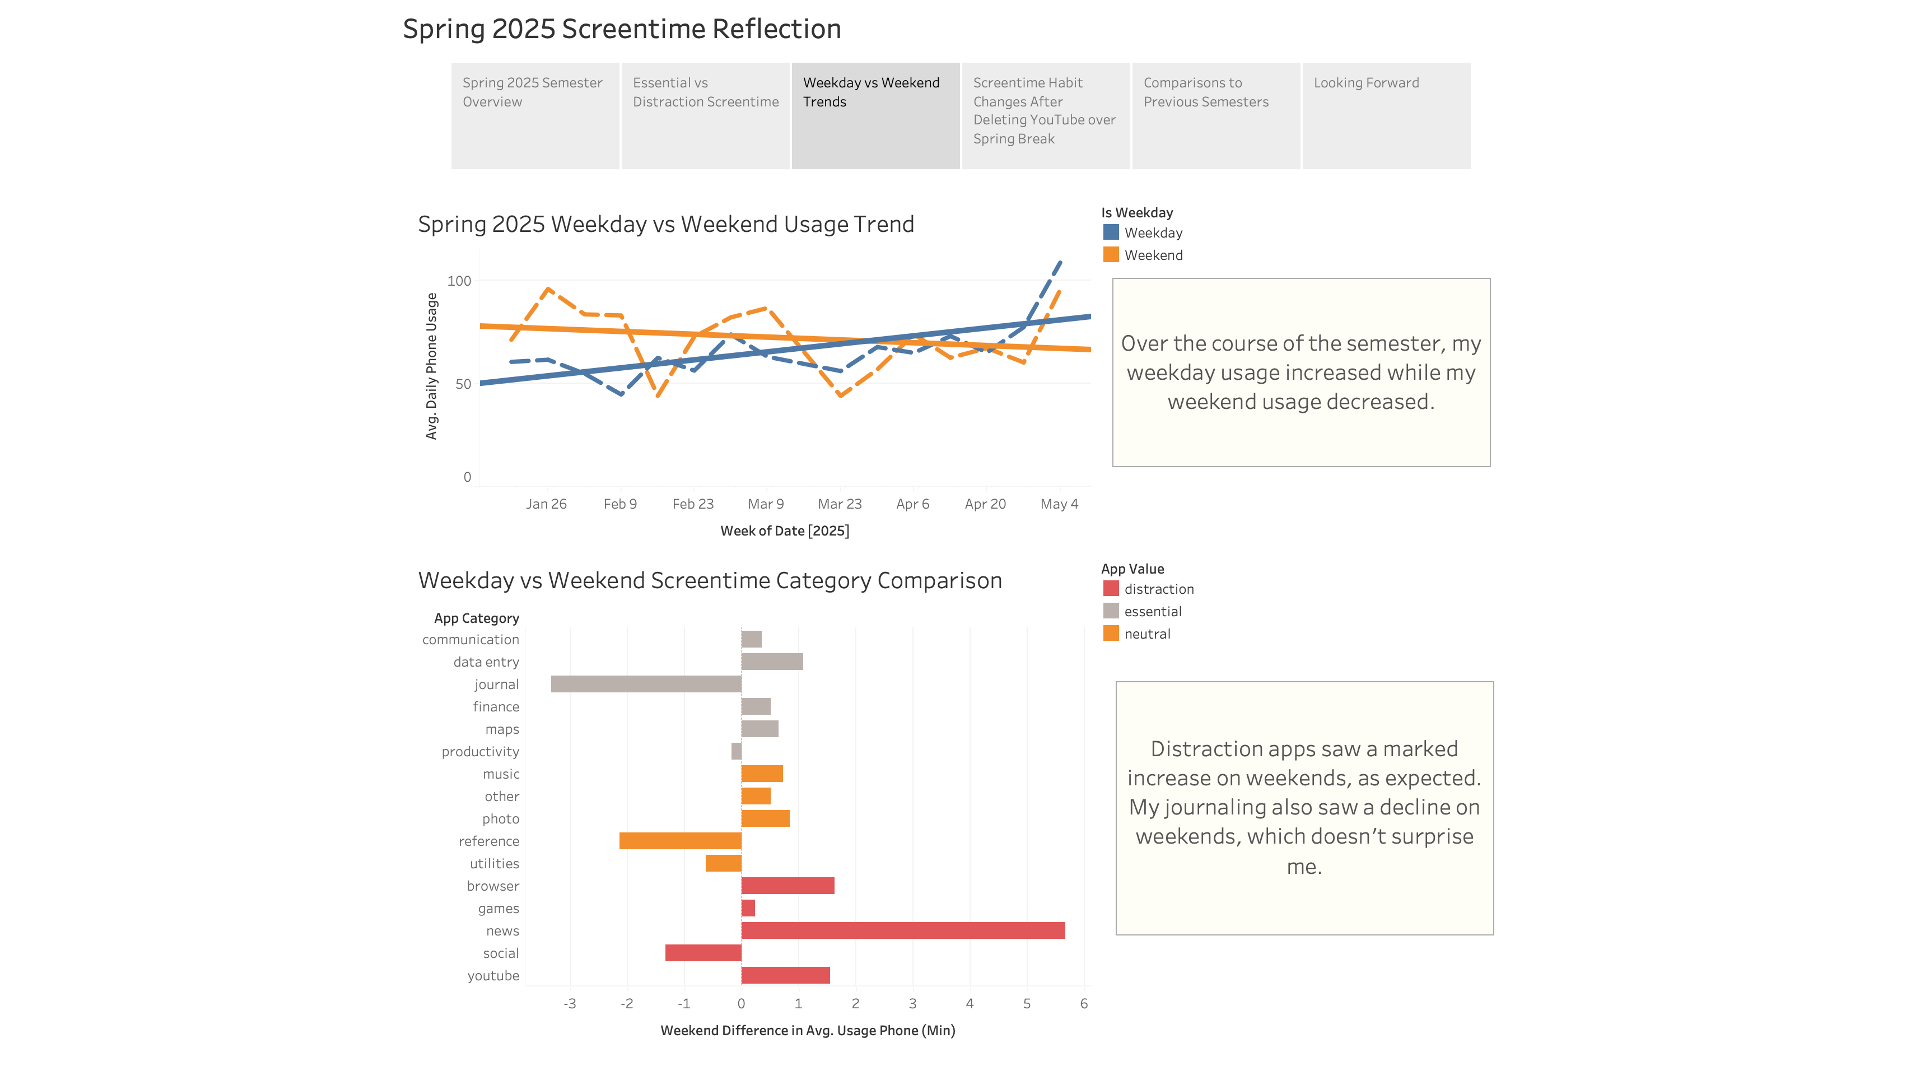 Spring 2025 Screentime Reflection
Spring 2025 Semester
Overview
Essential vs
Distraction Screentime
Weekday vs Weekend
Trends
Screentime Habit
Changes After
Deleting YouTube over
Spring Break
Comparisons to
Previous Semesters
Looking Forward
Spring 2025 Weekday vs Weekend Usage Trend
Avg. Daily Phone Usage
100
50
0
Jan 26
Feb 9
Feb 23
Mar 9
Mar 23
Apr 6
Apr 20
May 4
Week of Date [2025]
Is Weekday
Weekday
Weekend
Over the course of the semester, my
weekday usage increased while my
weekend usage decreased.
Weekday vs Weekend Screentime Category Comparison
App Category
communication
data entry
journal
finance
maps
productivity
music
other
photo
reference
utilities
browser
games
news
social
youtube
-3
-2
-1
0
1
2
3
4
5
6
Weekend Difference in Avg. Usage Phone (Min)
App Value
distraction
essential
neutral
Distraction apps saw a marked
increase on weekends, as expected.
My journaling also saw a decline on
weekends, which doesn't surprise
me.